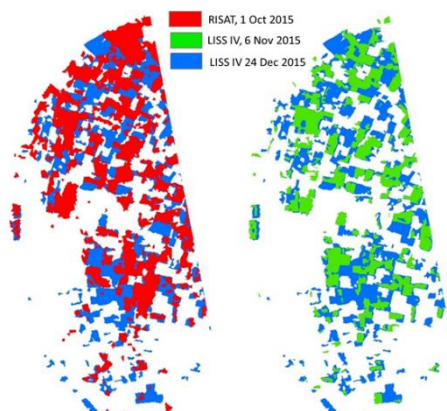 RISAT, 1 Oct 2015
LISS IV, 6 Nov 2015
LISS IV 24 Dec 2015